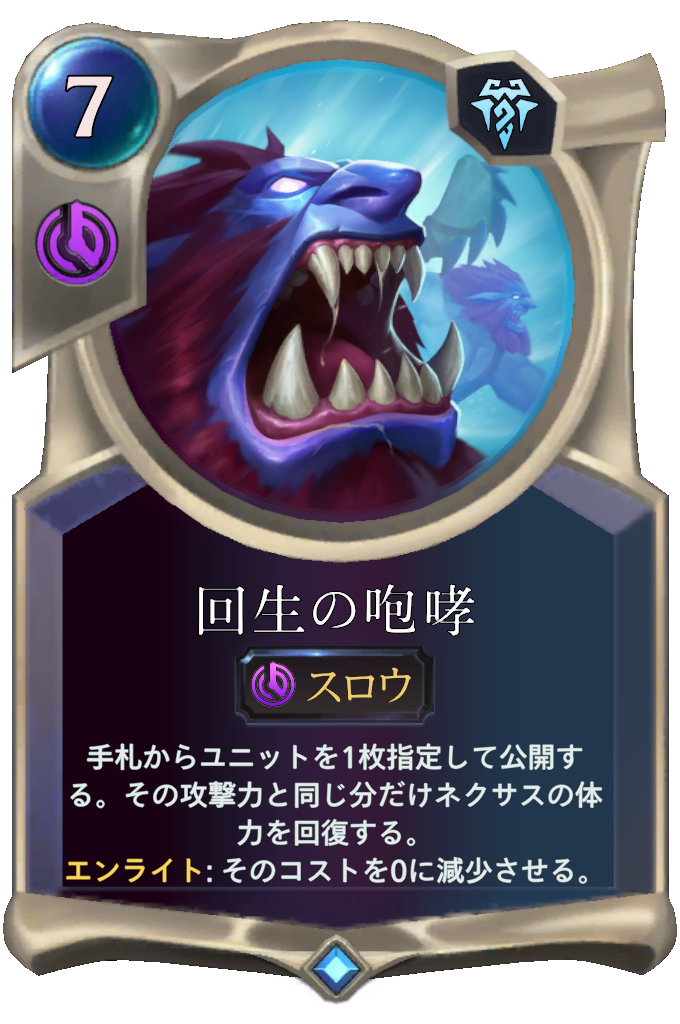 7
回生の咆哮
スロウ
手札からユニットを1枚指定して公開す
る。その攻撃力と同じ分だけネクサスの体
力を回復する。
エンライト: そのコストを0に減少させる。